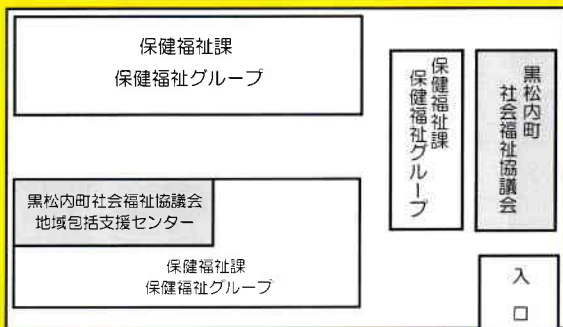 保健福祉課
保健福祉グループ
保健福祉課
保健福祉グループ
黒松内町
社会福祉協議会
黒松内町社会福祉協議会
地域包括支援センター
保健福祉課
保健福祉グループ
入
口